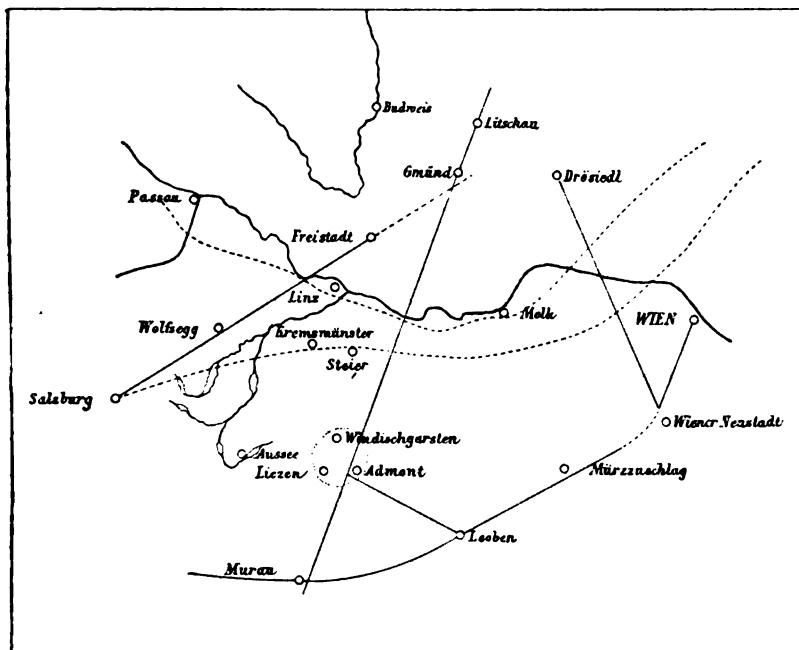 Budweis
Litschau
Gmünd
Drösiedl
Passau
Freistadt
Linz
Wolfsegg
Kremsmünster
Steier
Melk
WIEN
Salzburg
Wiener Neustadt
Windischgarsten
Aussee
Liezen
Admont
Mürzzuschlag
Leoben
Murau